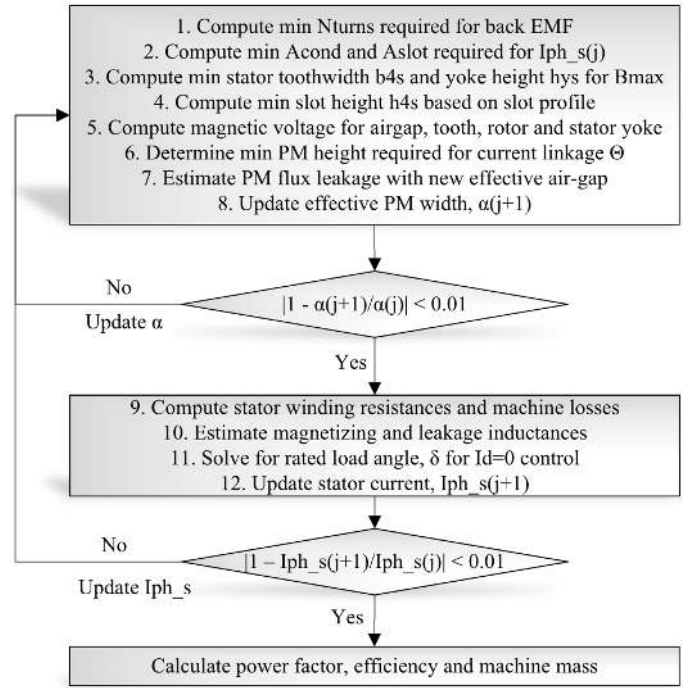 1. Compute min Nturns required for back EMF
2. Compute min Acond and Aslot required for Iph_s(j)
3. Compute min stator toothwidth b4s and yoke height hys for Bmax
4. Compute min slot height h4s based on slot profile
5. Compute magnetic voltage for airgap, tooth, rotor and stator yoke
6. Determine min PM height required for current linkage Θ
7. Estimate PM flux leakage with new effective air-gap
8. Update effective PM width, α(j+1)
|1 - α(j+1)/α(j)| < 0.01
No
Update α
Yes
9. Compute stator winding resistances and machine losses
10. Estimate magnetizing and leakage inductances
11. Solve for rated load angle, δ for Id=0 control
12. Update stator current, Iph_s(j+1)
|1 – Iph_s(j+1)/Iph_s(j)| < 0.01
No
Update Iph_s
Yes
Calculate power factor, efficiency and machine mass